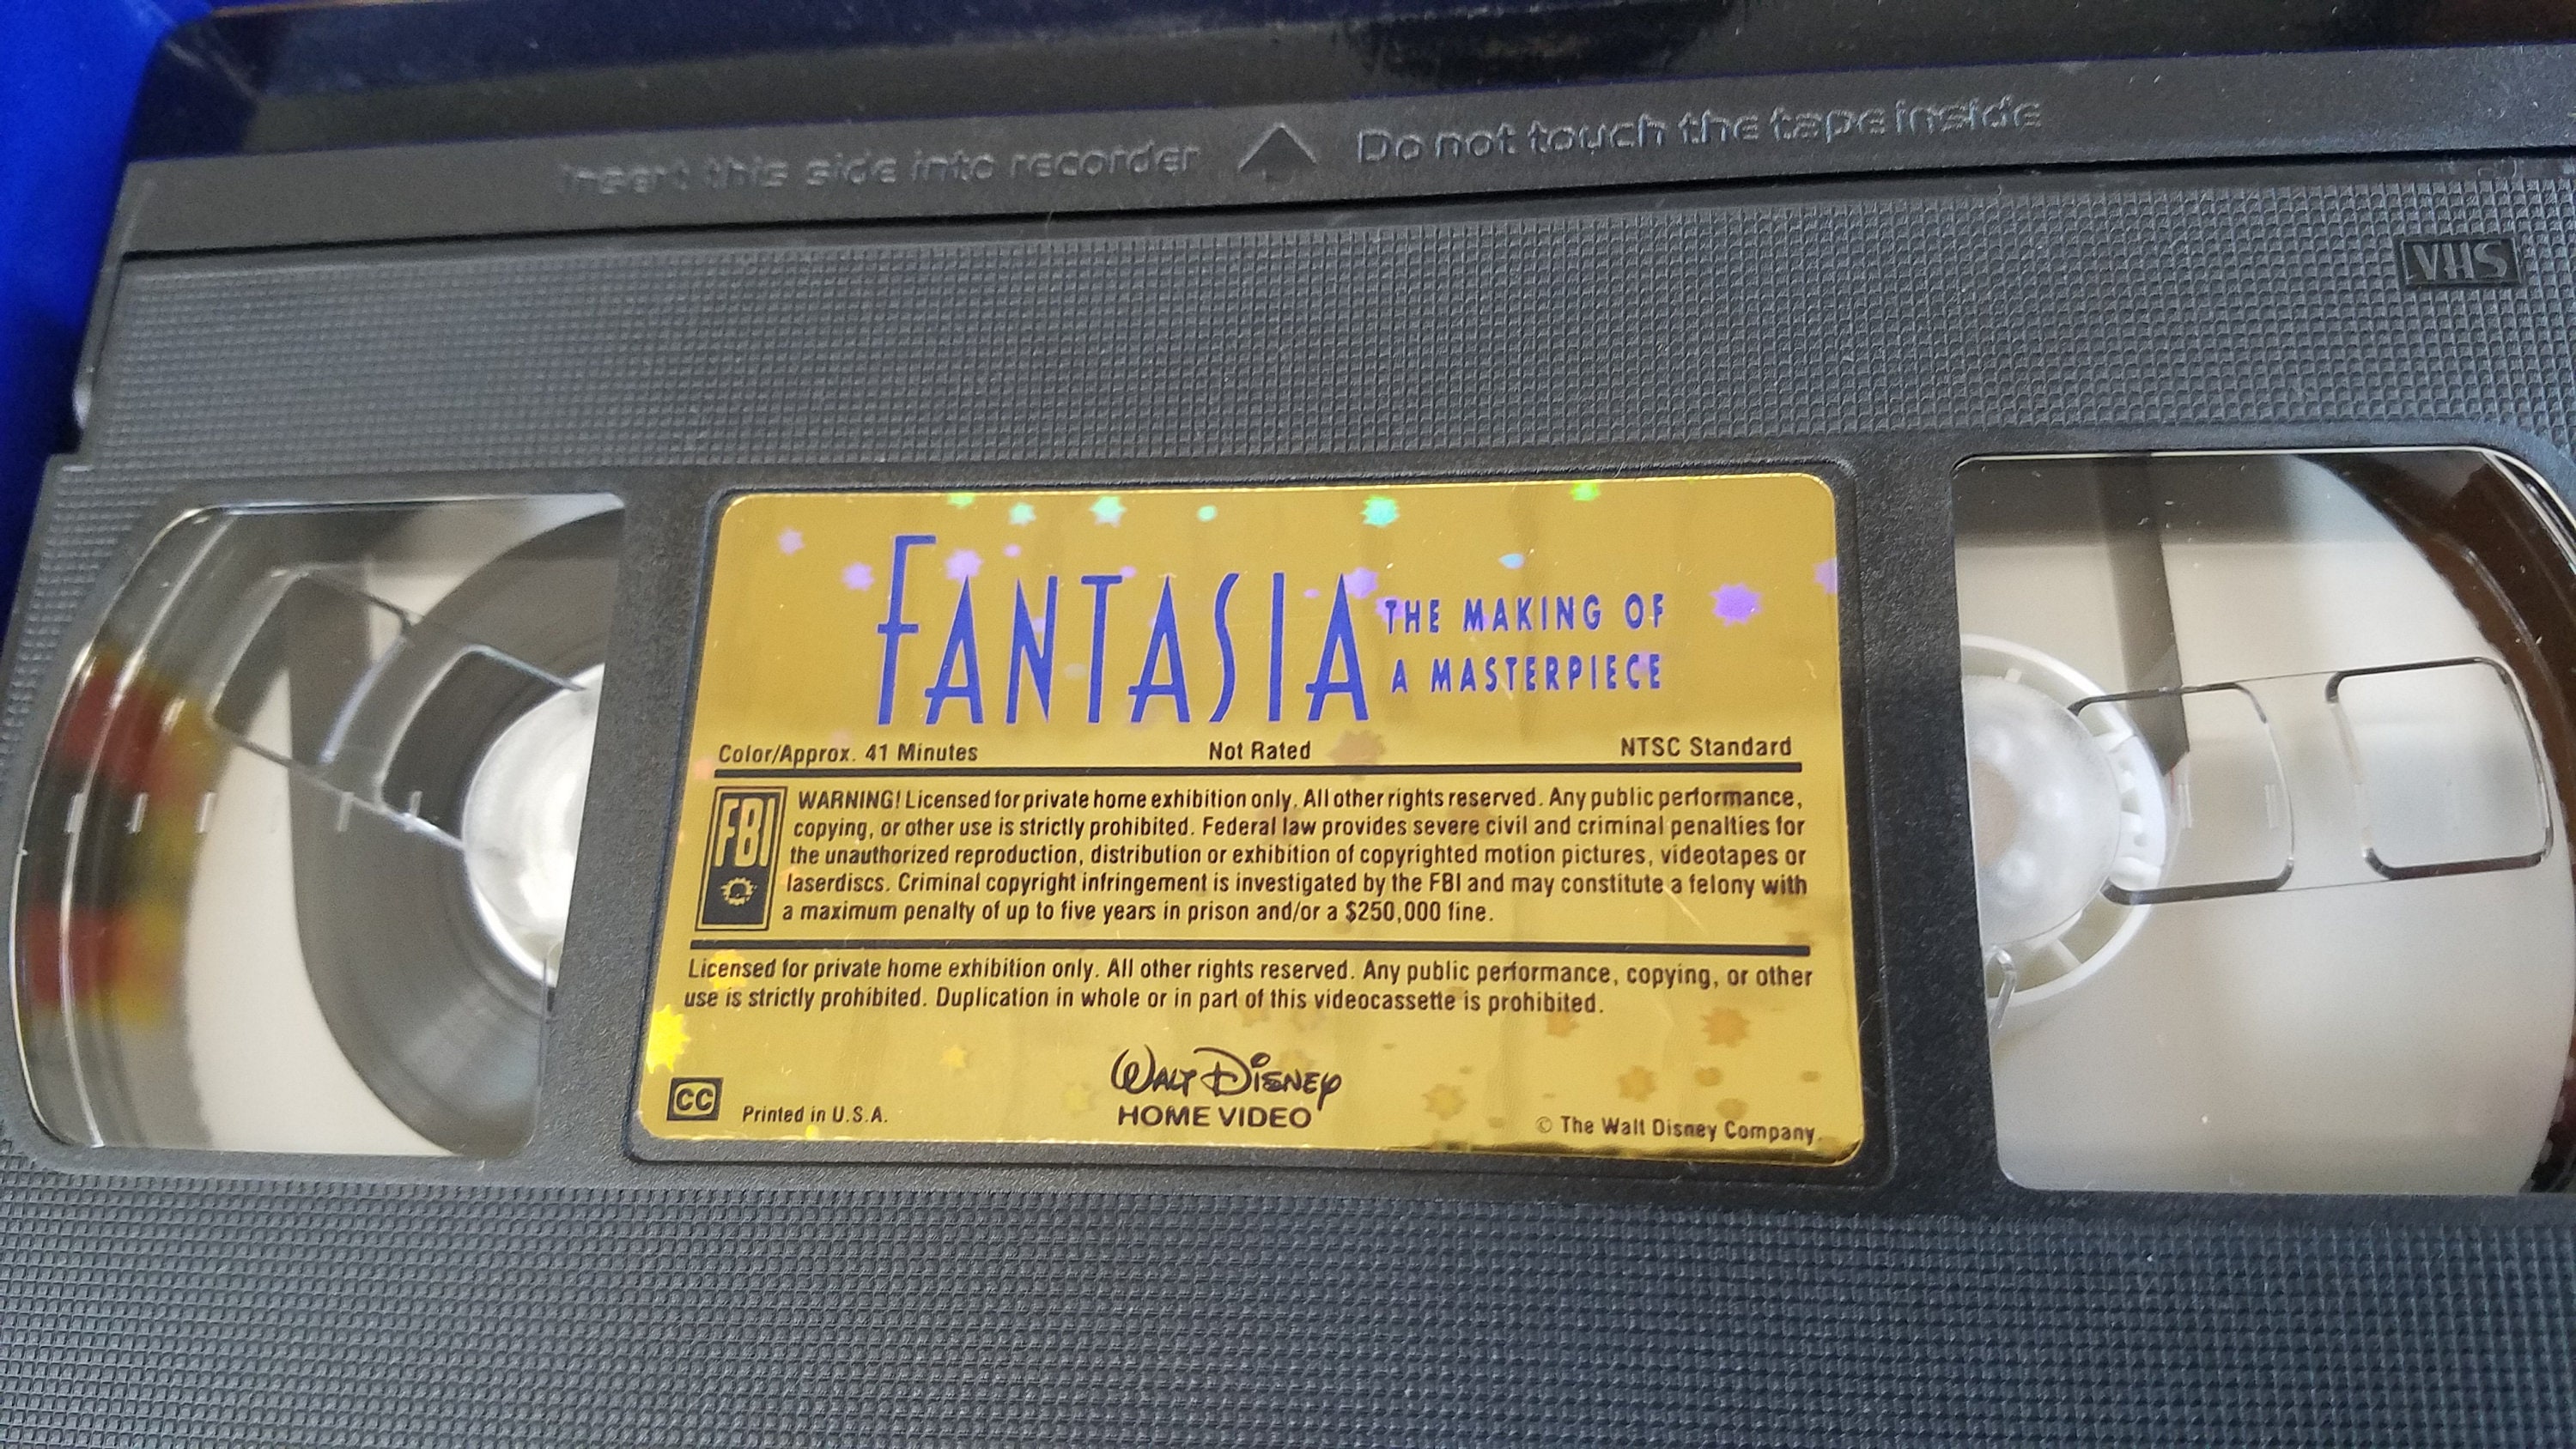 Insert this side into recorder Do not touch the tape inside
VHS
FANTASIA THE MAKING OF
A MASTERPIECE
Color/Approx. 41 Minutes Not Rated NTSC Standard
FBI WARNING! Licensed for private home exhibition only. All other rights reserved. Any public performance,
copying, or other use is strictly prohibited. Federal law provides severe civil and criminal penalties for
the unauthorized reproduction, distribution or exhibition of copyrighted motion pictures, videotapes or
laserdiscs. Criminal copyright infringement is investigated by the FBI and may constitute a felony with
a maximum penalty of up to five years in prison and/or a $250,000 fine.
Licensed for private home exhibition only. All other rights reserved. Any public performance, copying, or other
use is strictly prohibited. Duplication in whole or in part of this videocassette is prohibited.
WALT DISNEY
HOME VIDEO
CC Printed in U.S.A. © The Walt Disney Company.